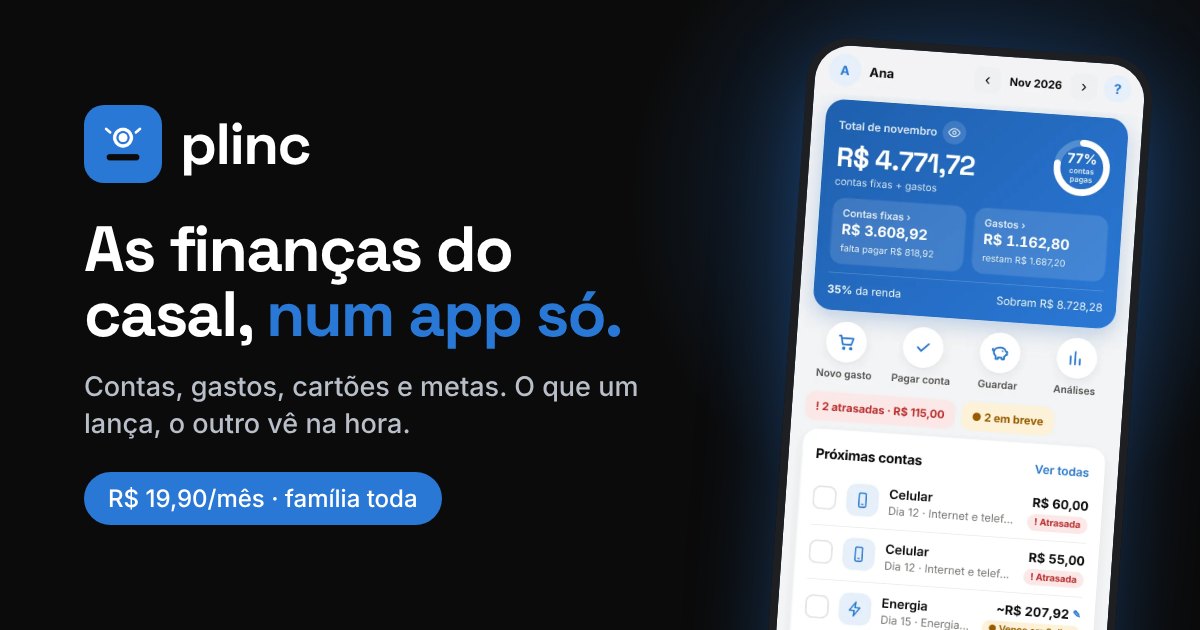 plinc
As finanças do
casal, num app só.
Contas, gastos, cartões e metas. O que um
lança, o outro vê na hora.
R$ 19,90/mês · família toda
A Ana ‹ Nov 2026 › ?
Total de novembro
R$ 4.771,72
contas fixas + gastos
77%
contas
pagas
Contas fixas ›
R$ 3.608,92
falta pagar R$ 818,92
Gastos ›
R$ 1.162,80
restam R$ 1.687,20
35% da renda
Sobram R$ 8.728,28
Novo gasto
Pagar conta
Guardar
Análises
! 2 atrasadas · R$ 115,00
2 em breve
Próximas contas
Ver todas
Celular
R$ 60,00
Dia 12 · Internet e telef...
! Atrasada
Celular
R$ 55,00
Dia 12 · Internet e telef...
! Atrasada
Energia
~R$ 207,92
Dia 15 · Energia...